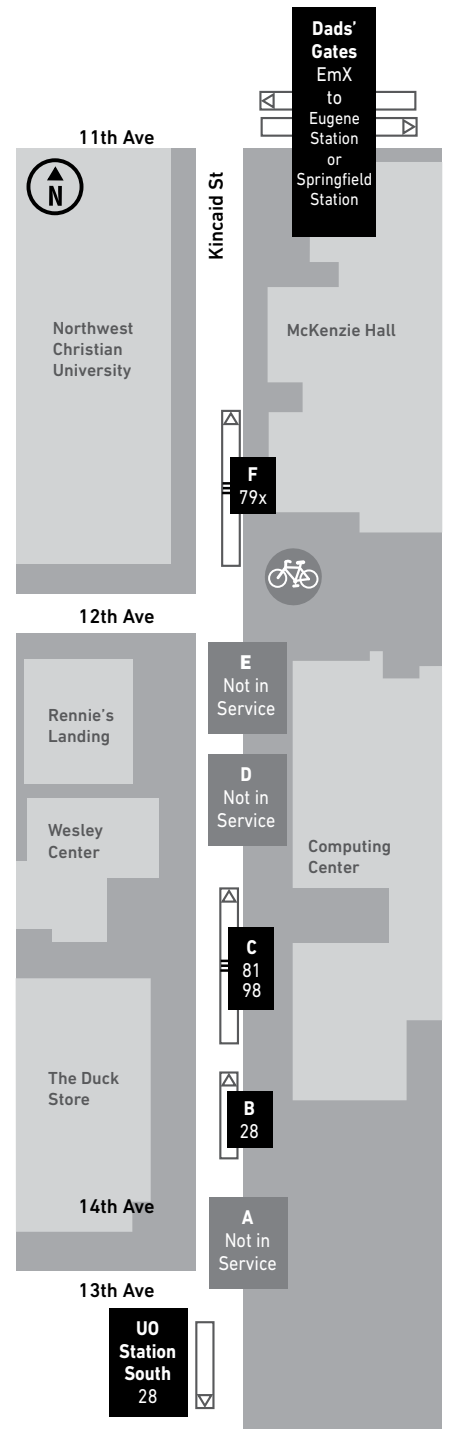 Dads’
Gates
EmX
to
Eugene
Station
or
Springfield
Station
11th Ave
N
Kincaid St
Northwest
Christian
University
McKenzie Hall
F
79x
12th Ave
E
Not in
Service
Rennie’s
Landing
D
Not in
Service
Wesley
Center
Computing
Center
C
81
98
The Duck
Store
B
28
14th Ave
A
Not in
Service
13th Ave
UO
Station
South
28